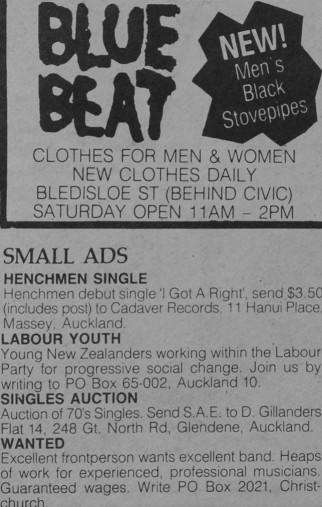 BLUE
BEAT
NEW!
Men's
Black
Stovepipes
CLOTHES FOR MEN & WOMEN
NEW CLOTHES DAILY
BLEDISLOE ST (BEHIND CIVIC)
SATURDAY OPEN 11AM – 2PM
SMALL ADS
HENCHMEN SINGLE
Henchmen debut single 'I Got A Right', send $3.50
(includes post) to Cadaver Records, 11 Hanui Place,
Massey, Auckland.
LABOUR YOUTH
Young New Zealanders working within the Labour
Party for progressive social change. Join us by
writing to PO Box 65-002, Auckland 10.
SINGLES AUCTION
Auction of 70's Singles. Send S.A.E. to D. Gillanders
Flat 14, 248 Gt. North Rd, Glendene, Auckland.
WANTED
Excellent frontperson wants excellent band. Heaps
of work for experienced, professional musicians.
Guaranteed wages. Write PO Box 2021, Christ-
church.